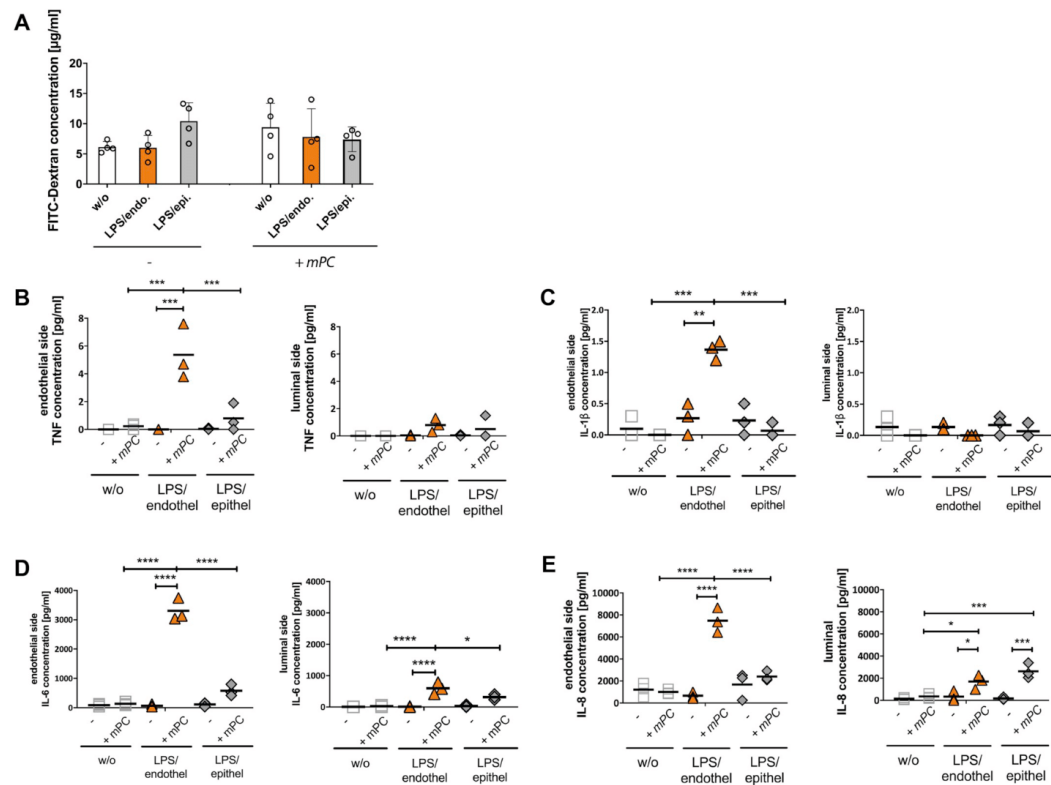 A
FITC-Dextran concentration [µg/ml]
20
15
10
5
0
w/o
LPS/endo.
LPS/epi.
w/o
LPS/endo.
LPS/epi.
-
+ mPC
B
endothelial side
TNF concentration [pg/ml]
8
6
4
2
0
***
***
***
-
+ mPC
-
+ mPC
-
+ mPC
w/o
LPS/
endothel
LPS/
epithel
luminal side
TNF concentration [pg/ml]
8
6
4
2
0
-
+ mPC
-
+ mPC
-
+ mPC
w/o
LPS/
endothel
LPS/
epithel
C
endothelial side
IL-1β concentration [pg/ml]
2.0
1.5
1.0
0.5
0.0
***
***
**
-
+ mPC
-
+ mPC
-
+ mPC
w/o
LPS/
endothel
LPS/
epithel
luminal side
IL-1β concentration [pg/ml]
2.0
1.5
1.0
0.5
0.0
-
+ mPC
-
+ mPC
-
+ mPC
w/o
LPS/
endothel
LPS/
epithel
D
endothelial side
IL-6 concentration [pg/ml]
4000
3000
2000
1000
0
****
****
****
-
+ mPC
-
+ mPC
-
+ mPC
w/o
LPS/
endothel
LPS/
epithel
luminal side
IL-6 concentration [pg/ml]
4000
3000
2000
1000
0
****
*
****
-
+ mPC
-
+ mPC
-
+ mPC
w/o
LPS/
endothel
LPS/
epithel
E
endothelial side
IL-8 concentration [pg/ml]
10000
8000
6000
4000
2000
0
****
****
****
-
+ mPC
-
+ mPC
-
+ mPC
w/o
LPS/
endothel
LPS/
epithel
luminal side
IL-8 concentration [pg/ml]
10000
8000
6000
4000
2000
0
***
*
*
***
-
+ mPC
-
+ mPC
-
+ mPC
w/o
LPS/
endothel
LPS/
epithel